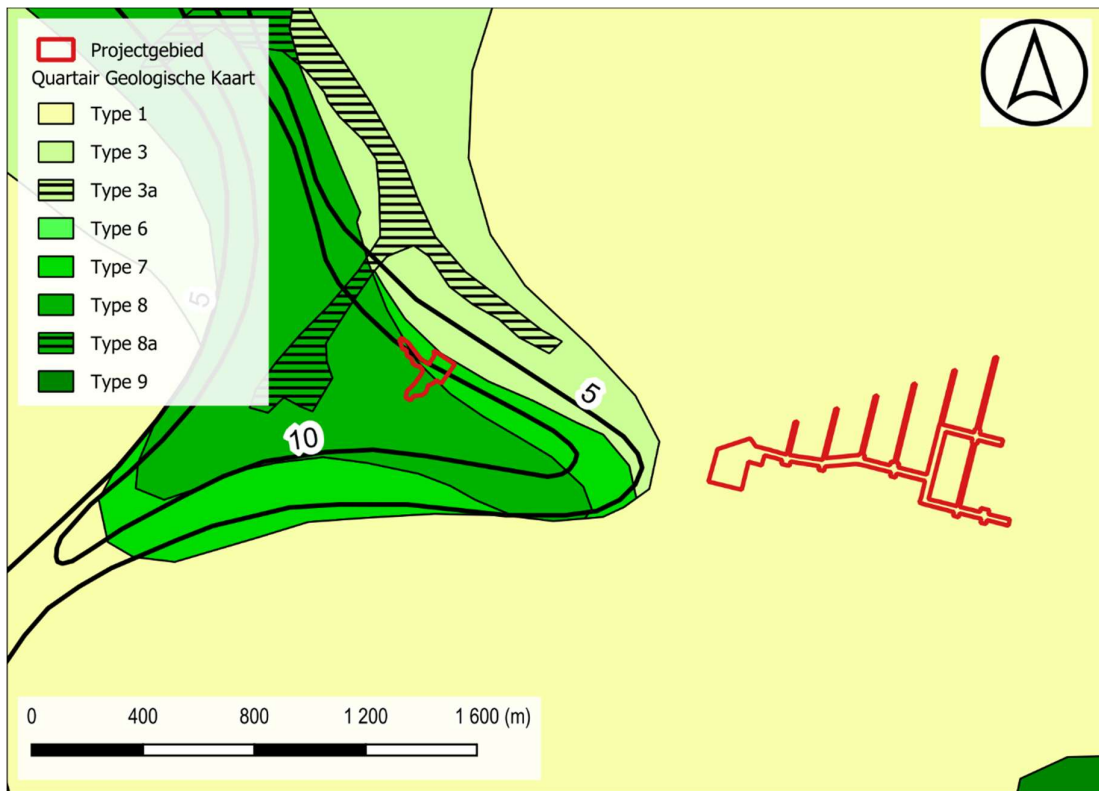 Projectgebied
Quartair Geologische Kaart
Type 1
Type 3
Type 3a
Type 6
Type 7
Type 8
Type 8a
Type 9
5
5
10
0 400 800 1 200 1 600 (m)